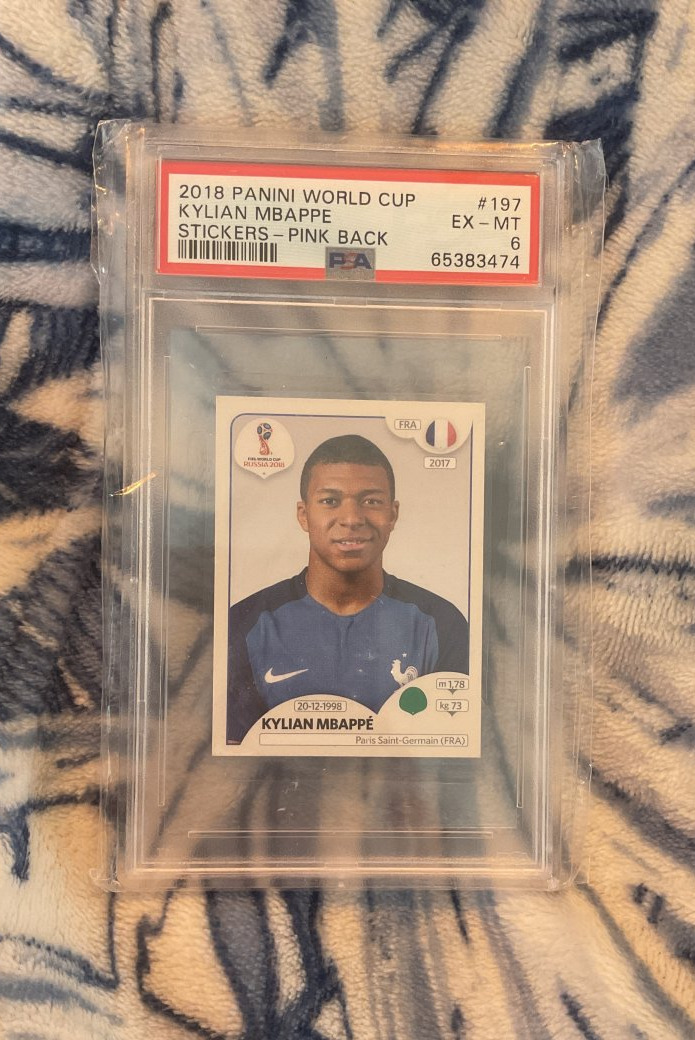 2018 PANINI WORLD CUP #197
KYLIAN MBAPPE EX-MT
STICKERS-PINK BACK 6
PSA 65383474
FRA
2017
FIFA WORLD CUP
RUSSIA 2018
m 1,78
20-12-1998 kg 73
KYLIAN MBAPPÉ
Paris Saint-Germain (FRA)